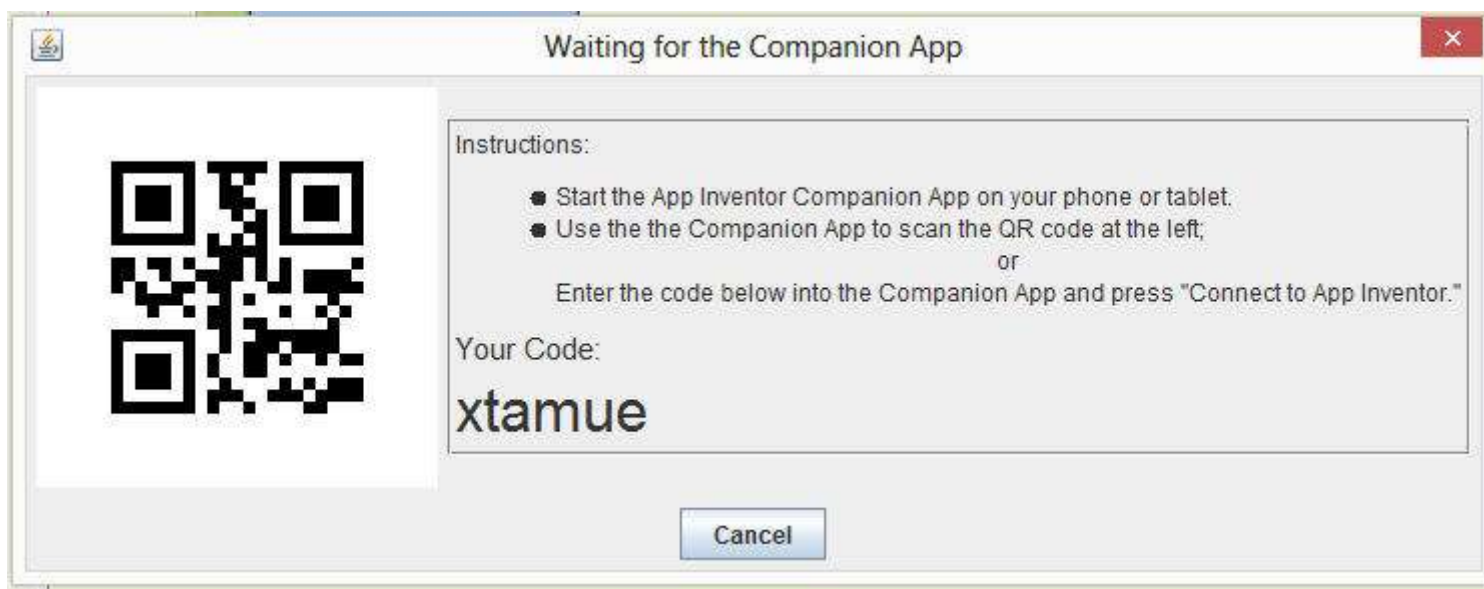 Waiting for the Companion App
Instructions:
● Start the App Inventor Companion App on your phone or tablet.
● Use the the Companion App to scan the QR code at the left;
or
Enter the code below into the Companion App and press "Connect to App Inventor."
Your Code:
xtamue
Cancel